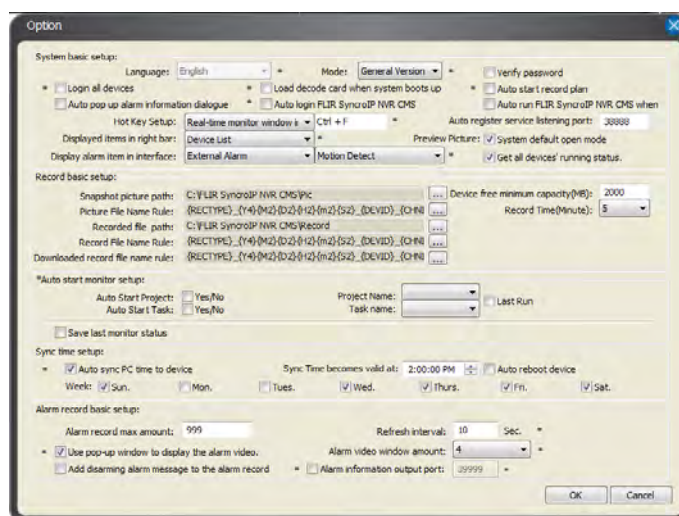 Option
System basic setup:
Language: English * Mode: General Version * Verify password
* Login all devices * Load decode card when system boots up * Auto start record plan
Auto pop up alarm information dialogue * Auto login FLIR SyncroIP NVR CMS Auto run FLIR SyncroIP NVR CMS when
Hot Key Setup: Real-time monitor window i Ctrl + F * Auto register service listening port: 38888
Displayed items in right bar: Device List * Preview Picture: System default open mode
Display alarm item in interface: External Alarm Motion Detect * Get all devices' running status.
Record basic setup:
Snapshot picture path: C:\FLIR SyncroIP NVR CMS\Pic ... Device free minimum capacity(MB): 2000
Picture File Name Rule: {RECTYPE}_{Y4}{M2}{D2}{H2}{m2}{S2}_{DEVID}_{CHN ... Record Time(Minute): 5
Recorded file path: C:\FLIR SyncroIP NVR CMS\Record ...
Record File Name Rule: {RECTYPE}_{Y4}{M2}{D2}{H2}{m2}{S2}_{DEVID}_{CHN ...
Downloaded record file name rule: {RECTYPE}_{Y4}{M2}{D2}{H2}{m2}{S2}_{DEVID}_{CHN ...
*Auto start monitor setup:
Auto Start Project: Yes/No Project Name: Last Run
Auto Start Task: Yes/No Task name:
Save last monitor status
Sync time setup:
* Auto sync PC time to device Sync Time becomes valid at: 2:00:00 PM Auto reboot device
Week: Sun. Mon. Tues. Wed. Thurs. Fri. Sat.
Alarm record basic setup:
Alarm record max amount: 999 Refresh interval: 10 Sec. *
* Use pop-up window to display the alarm video. Alarm video window amount: 4 *
Add disarming alarm message to the alarm record * Alarm information output port: 39999 *
OK Cancel